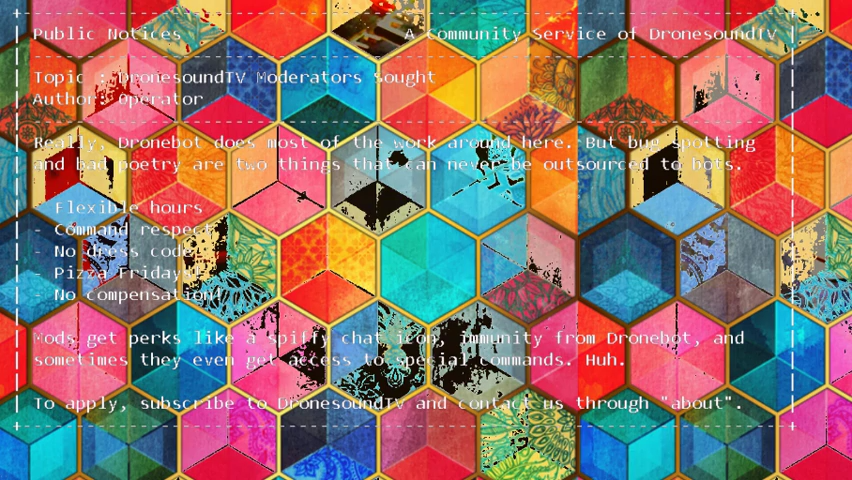 Public Notices A Community Service of DronesoundTV
Topic : DronesoundTV Moderators Sought
Author: Operator
Really, Dronebot does most of the work around here. But bug spotting
and bad poetry are two things that can never be outsourced to bots.
- Flexible hours
- Command respect
- No dress code
- Pizza Fridays!
- No compensation!
Mods get perks like a spiffy chat icon, immunity from Dronebot, and
sometimes they even get access to special commands. Huh.
To apply, subscribe to DronesoundTV and contact us through "about".